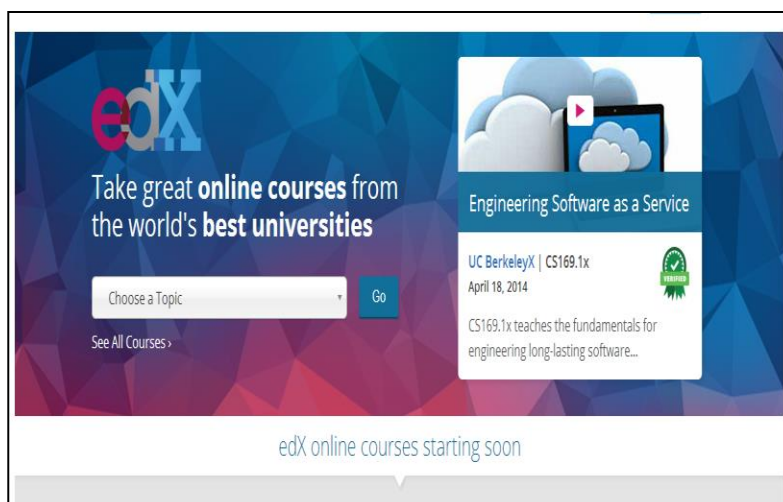 edX
Take great online courses from
the world's best universities
Choose a Topic
Go
See All Courses ›
Engineering Software as a Service
UC BerkeleyX | CS169.1x
April 18, 2014
VERIFIED
CS169.1x teaches the fundamentals for
engineering long-lasting software...
edX online courses starting soon